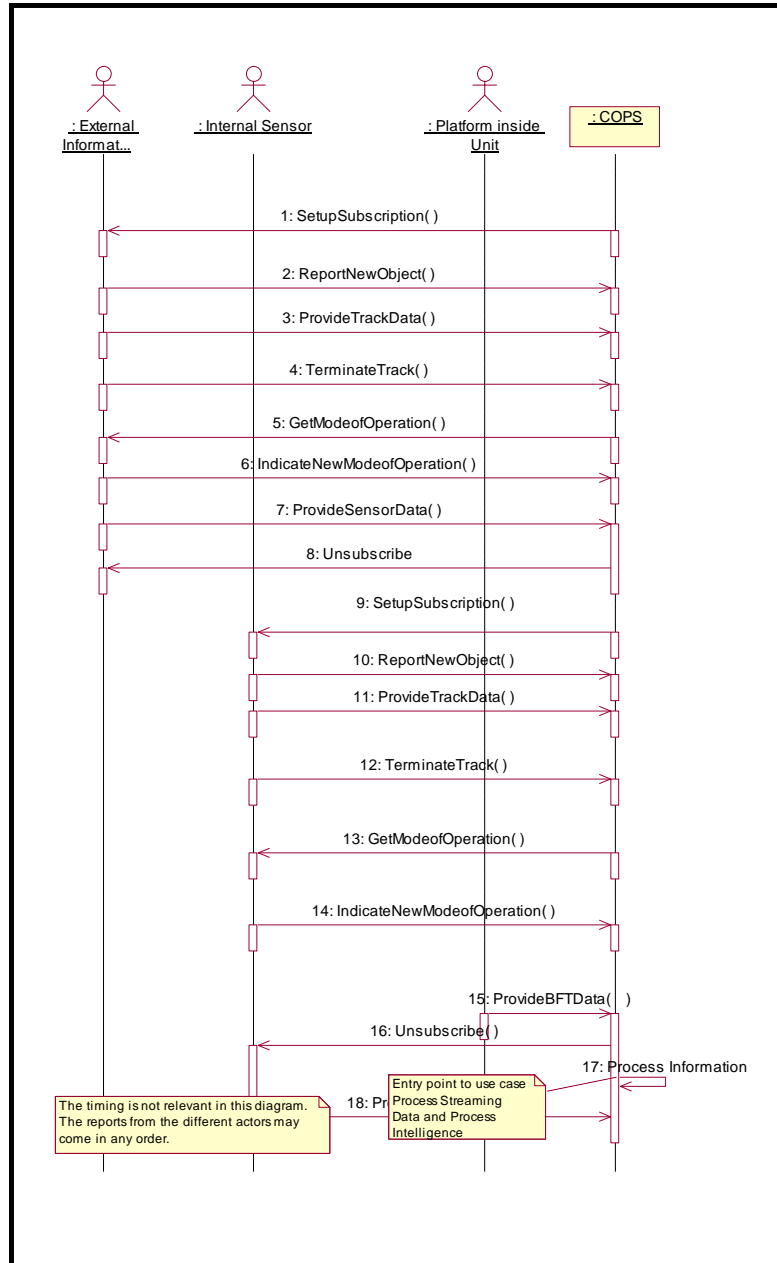 : External
Informat...
: Internal Sensor
: Platform inside
Unit
: COPS
1: SetupSubscription( )
2: ReportNewObject( )
3: ProvideTrackData( )
4: TerminateTrack( )
5: GetModeofOperation( )
6: IndicateNewModeofOperation( )
7: ProvideSensorData( )
8: Unsubscribe
9: SetupSubscription( )
10: ReportNewObject( )
11: ProvideTrackData( )
12: TerminateTrack( )
13: GetModeofOperation( )
14: IndicateNewModeofOperation( )
15: ProvideBFTData( )
16: Unsubscribe( )
17: Process Information
Entry point to use case
Process Streaming
Data and Process
Intelligence
18:
The timing is not relevant in this diagram.
The reports from the different actors may
come in any order.